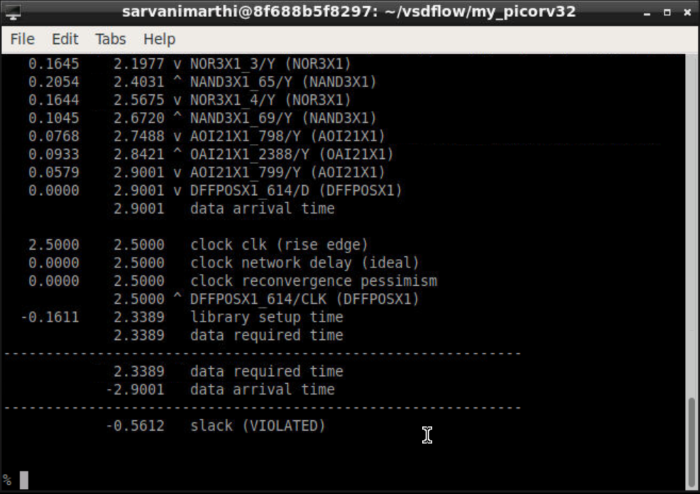 sarvanimarthi@8f688b5f8297: ~/vsdflow/my_picorv32
File Edit Tabs Help
0.1645 2.1977 v NOR3X1_3/Y (NOR3X1)
0.2054 2.4031 ^ NAND3X1_65/Y (NAND3X1)
0.1644 2.5675 v NOR3X1_4/Y (NOR3X1)
0.1045 2.6720 ^ NAND3X1_69/Y (NAND3X1)
0.0768 2.7488 v AOI21X1_798/Y (AOI21X1)
0.0933 2.8421 ^ OAI21X1_2388/Y (OAI21X1)
0.0579 2.9001 v AOI21X1_799/Y (AOI21X1)
0.0000 2.9001 v DFFPOSX1_614/D (DFFPOSX1)
2.9001 data arrival time
2.5000 2.5000 clock clk (rise edge)
0.0000 2.5000 clock network delay (ideal)
0.0000 2.5000 clock reconvergence pessimism
2.5000 ^ DFFPOSX1_614/CLK (DFFPOSX1)
-0.1611 2.3389 library setup time
2.3389 data required time
---------------------------------------------------------
2.3389 data required time
-2.9001 data arrival time
---------------------------------------------------------
-0.5612 slack (VIOLATED)
%